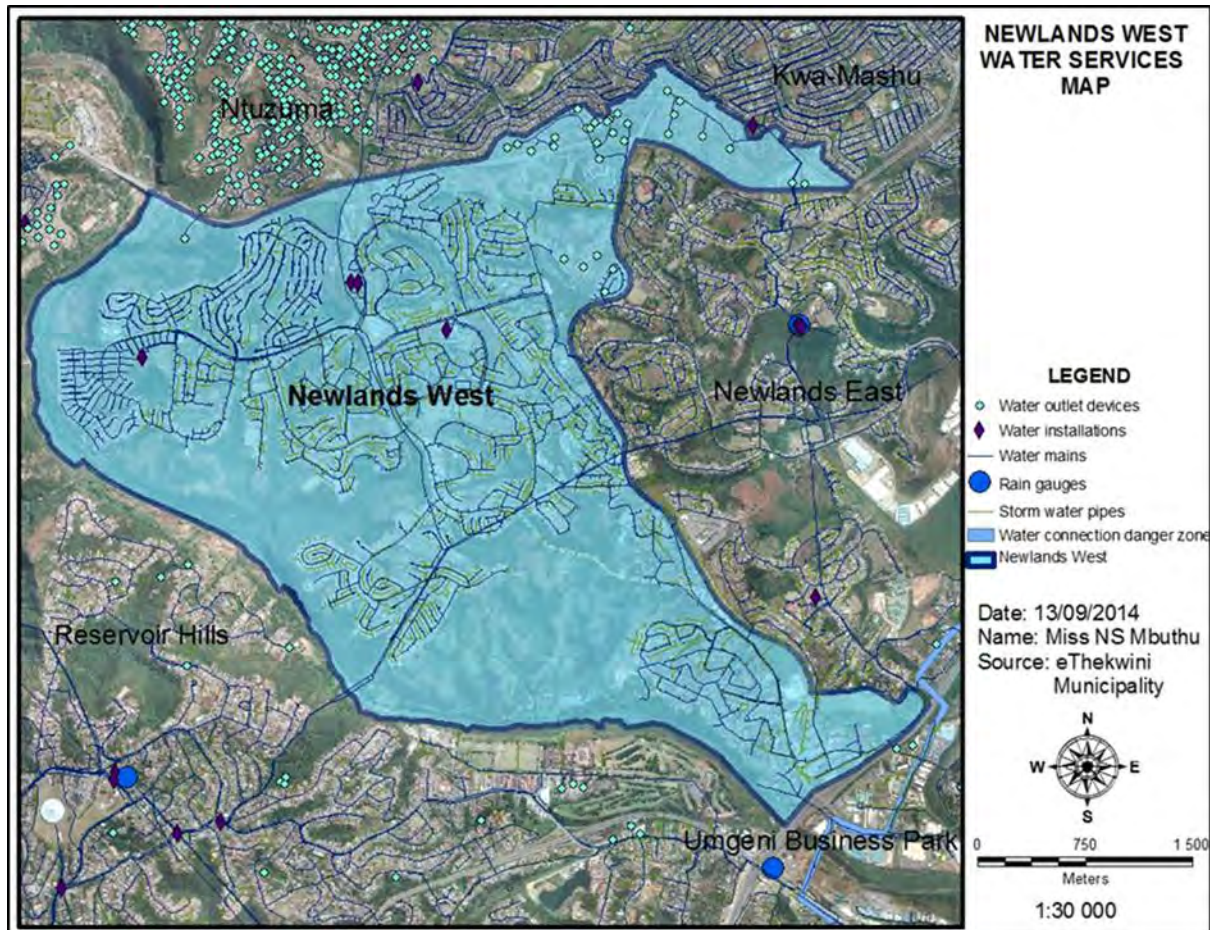 NEWLANDS WEST
WATER SERVICES
MAP
Kwa-Mashu
Ntuzuma
Newlands West
Newlands East
Reservoir Hills
Umgeni Business Park
LEGEND
Water outlet devices
Water installations
Water mains
Rain gauges
Storm water pipes
Water connection danger zone
Newlands West
Date: 13/09/2014
Name: Miss NS Mbuthu
Source: eThekwini
Municipality
N
W E
S
0 750 1 500
Meters
1:30 000